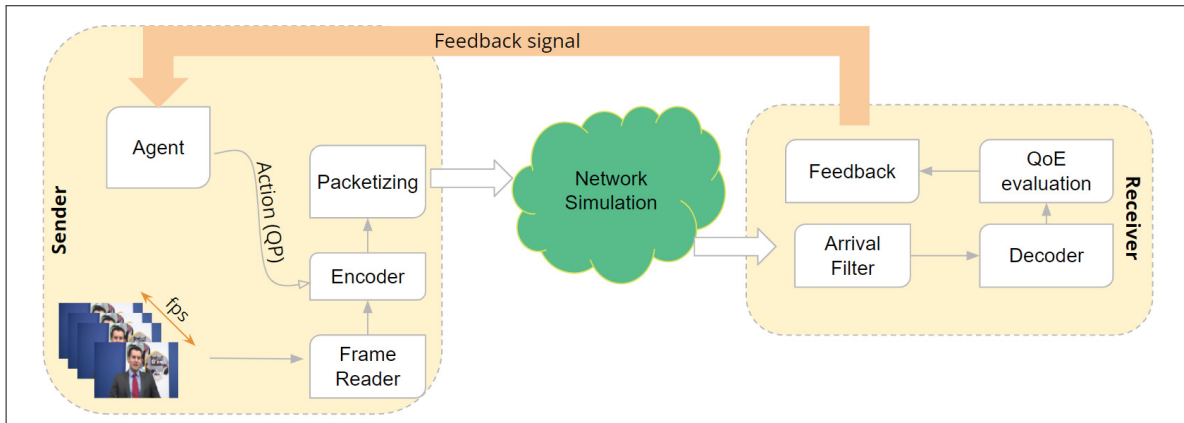 Feedback signal
Sender
Agent
Action (QP)
Packetizing
Encoder
fps
Frame
Reader
Network
Simulation
Feedback
QoE
evaluation
Arrival
Filter
Decoder
Receiver